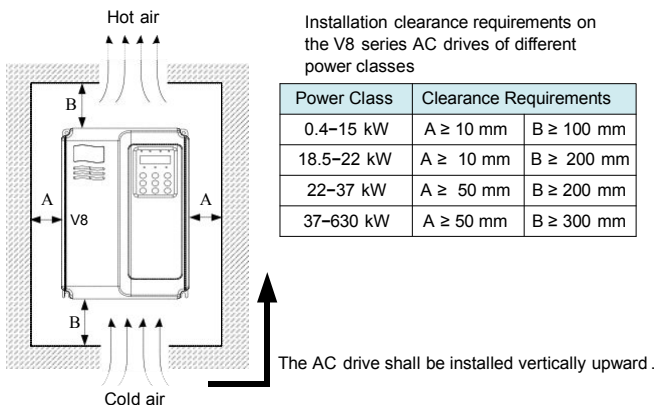 Hot air
B
A
V8
A
B
Cold air
Installation clearance requirements on
the V8 series AC drives of different
power classes
Power Class Clearance Requirements
0.4–15 kW A ≥ 10 mm B ≥ 100 mm
18.5–22 kW A ≥ 10 mm B ≥ 200 mm
22–37 kW A ≥ 50 mm B ≥ 200 mm
37–630 kW A ≥ 50 mm B ≥ 300 mm
The AC drive shall be installed vertically upward.